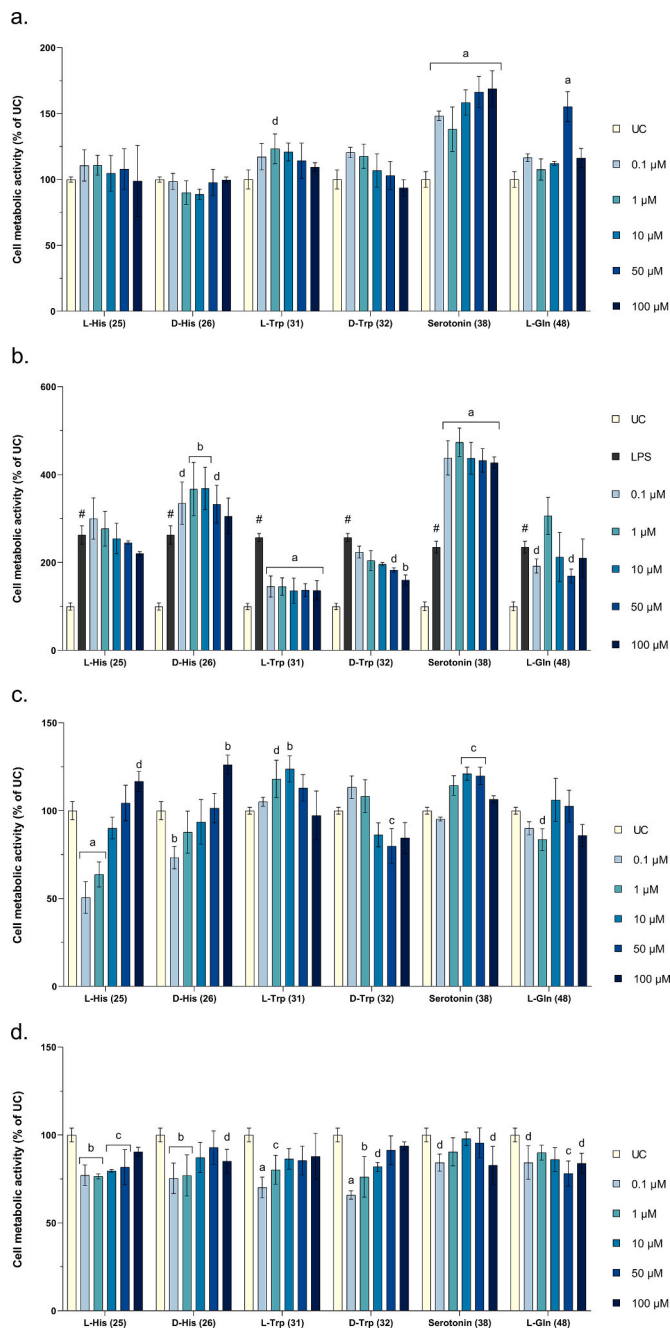 a.
Cell metabolic activity (% of UC)
200
150
100
50
0
a
a
d
L-His (25)
D-His (26)
L-Trp (31)
D-Trp (32)
Serotonin (38)
L-Gln (48)
UC
0.1 µM
1 µM
10 µM
50 µM
100 µM
b.
Cell metabolic activity (% of UC)
600
400
200
0
#
#
d
b
d
#
a
#
d
b
#
a
#
d
d
L-His (25)
D-His (26)
L-Trp (31)
D-Trp (32)
Serotonin (38)
L-Gln (48)
UC
LPS
0.1 µM
1 µM
10 µM
50 µM
100 µM
c.
Cell metabolic activity (% of UC)
150
100
50
0
a
d
b
b
d
b
c
c
d
L-His (25)
D-His (26)
L-Trp (31)
D-Trp (32)
Serotonin (38)
L-Gln (48)
UC
0.1 µM
1 µM
10 µM
50 µM
100 µM
d.
Cell metabolic activity (% of UC)
150
100
50
0
b
c
b
d
a
c
a
b
d
d
d
d
c
d
L-His (25)
D-His (26)
L-Trp (31)
D-Trp (32)
Serotonin (38)
L-Gln (48)
UC
0.1 µM
1 µM
10 µM
50 µM
100 µM